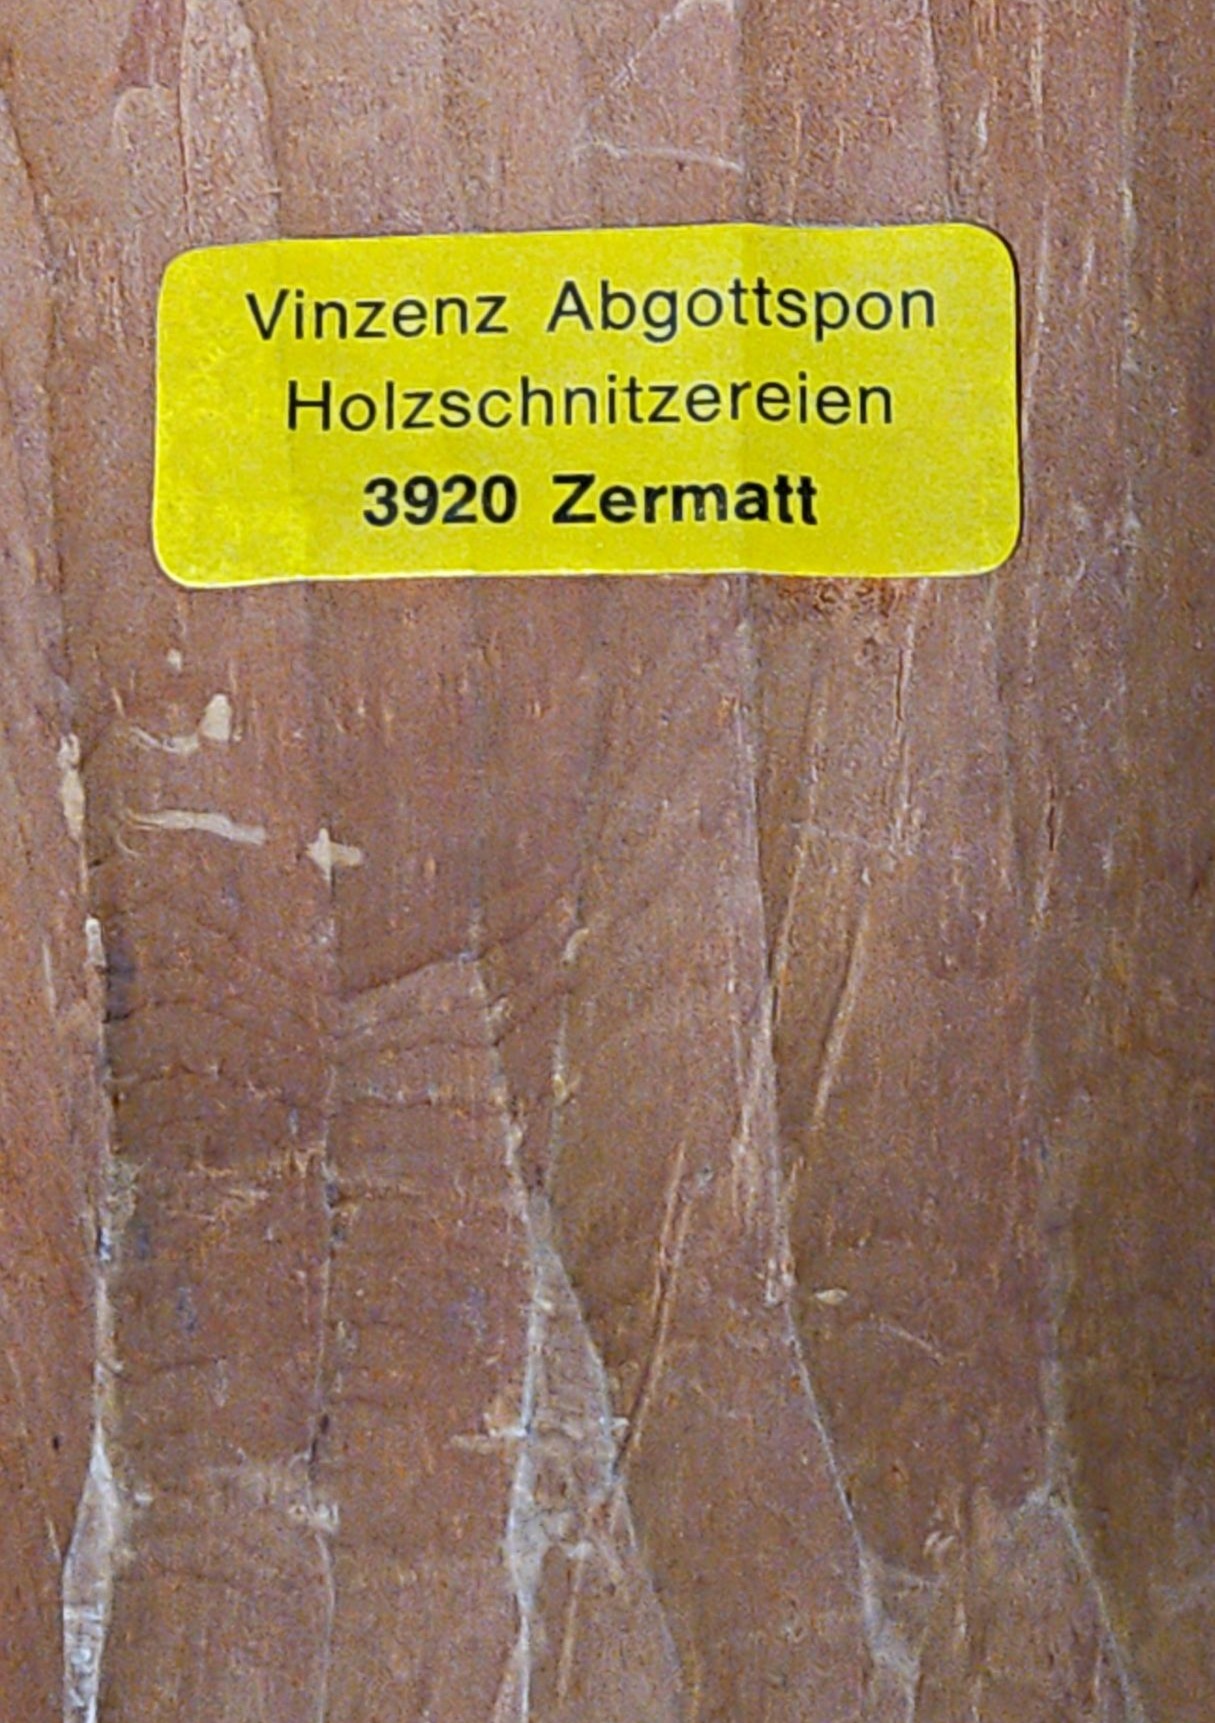 Vinzenz Abgottspon
Holzschnitzereien
3920 Zermatt